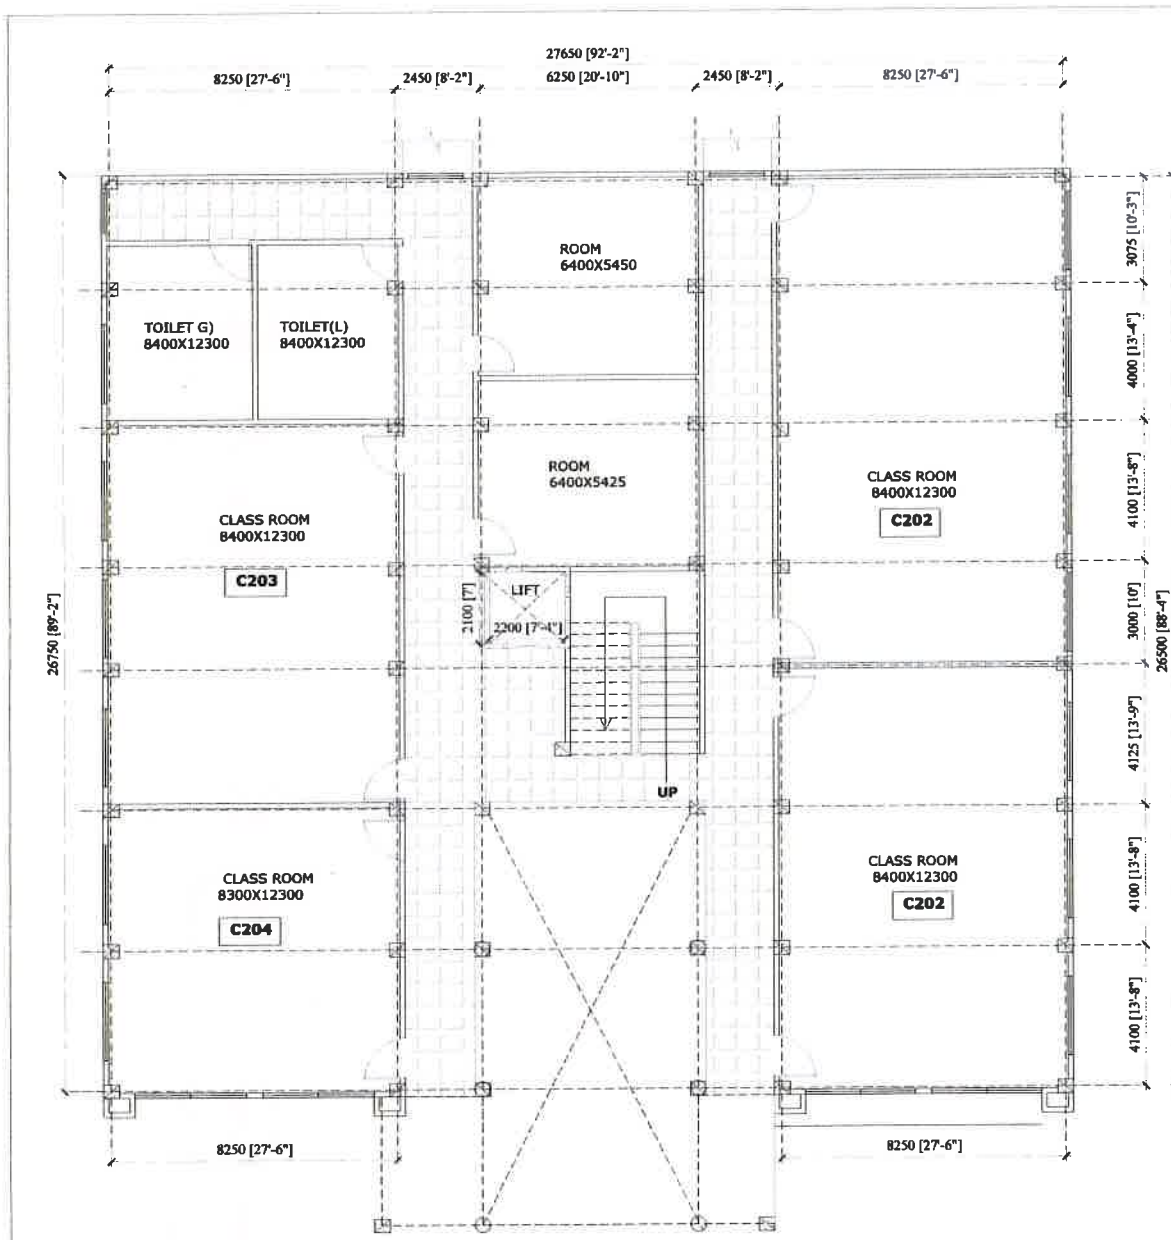 27650 [92'-2"]
8250 [27'-6"]
2450 [8'-2"]
6250 [20'-10"]
2450 [8'-2"]
8250 [27'-6"]
3075 [10'-3"]
4000 [13'-4"]
4100 [13'-8"]
3000 [10']
4125 [13'-9"]
4100 [13'-8"]
4100 [13'-8"]
26500 [88'-4"]
26750 [89'-2"]
ROOM
6400X5450
TOILET G)
8400X12300
TOILET(L)
8400X12300
ROOM
6400X5425
CLASS ROOM
8400X12300
C202
CLASS ROOM
8400X12300
C203
LIFT
2100 [7']
2200 [7'-4"]
UP
CLASS ROOM
8400X12300
C202
CLASS ROOM
8300X12300
C204
8250 [27'-6"]
8250 [27'-6"]